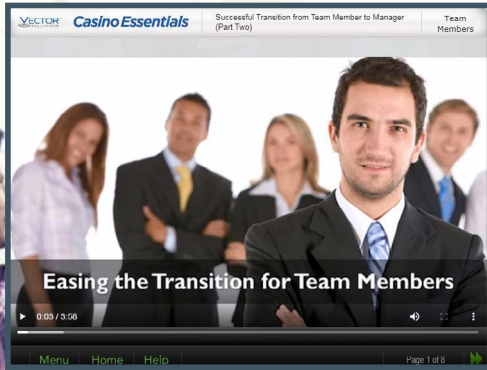 VECTOR
SOLUTIONS
Casino Essentials
Successful Transition from Team Member to Manager
(Part Two)
Team
Members
Easing the Transition for Team Members
0:03 / 3:58
Menu Home Help
Page 1 of 8